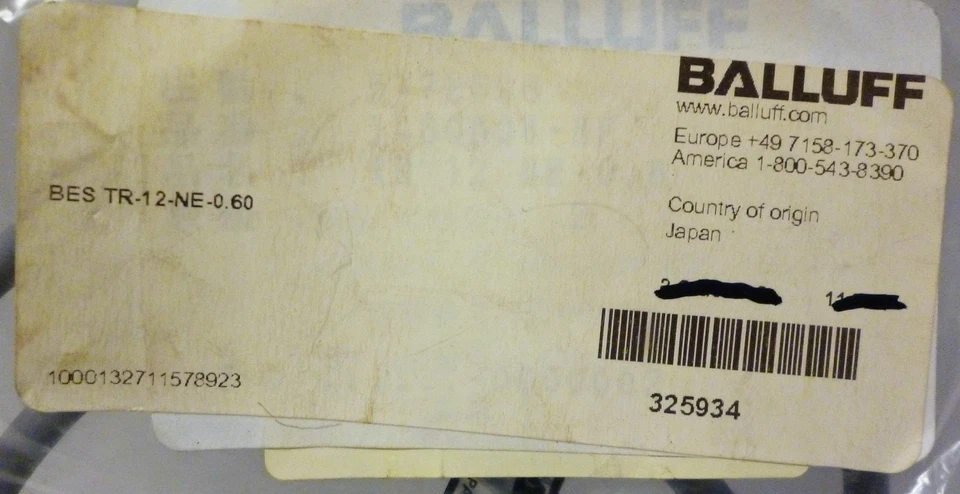 BALLUFF
BALLUFF
www.balluff.com
Europe +49 7158-173-370
America 1-800-543-8390
BES TR-12-NE-0.60
Country of origin
Japan
1000132711578923
325934